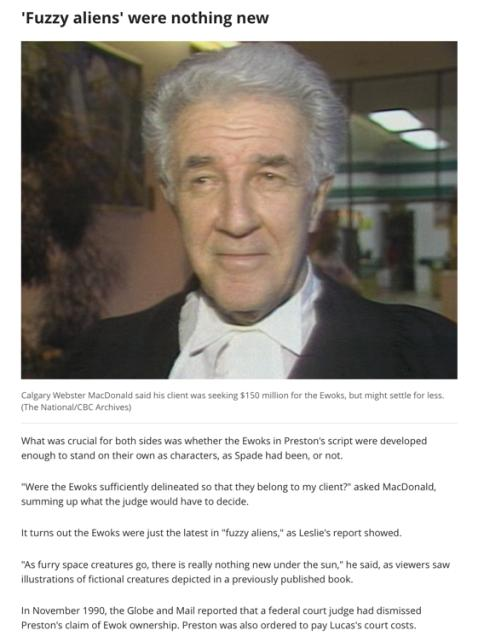 'Fuzzy aliens' were nothing new
Calgary Webster MacDonald said his client was seeking $150 million for the Ewoks, but might settle for less.
(The National/CBC Archives)
What was crucial for both sides was whether the Ewoks in Preston's script were developed
enough to stand on their own as characters, as Spade had been, or not.
"Were the Ewoks sufficiently delineated so that they belong to my client?" asked MacDonald,
summing up what the judge would have to decide.
It turns out the Ewoks were just the latest in "fuzzy aliens," as Leslie's report showed.
"As furry space creatures go, there is really nothing new under the sun," he said, as viewers saw
illustrations of fictional creatures depicted in a previously published book.
In November 1990, the Globe and Mail reported that a federal court judge had dismissed
Preston's claim of Ewok ownership. Preston was also ordered to pay Lucas's court costs.